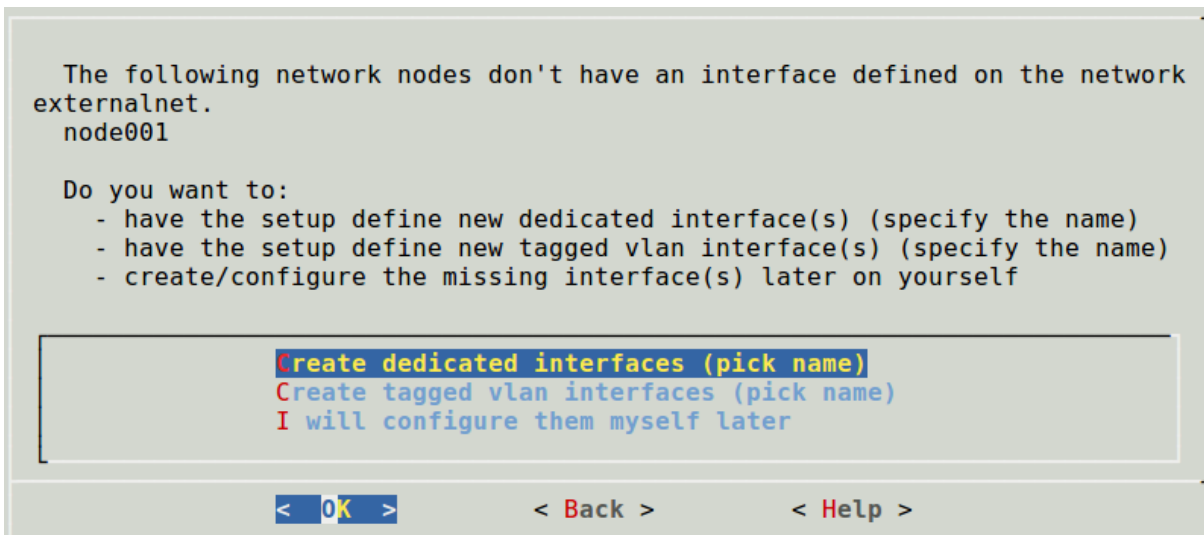 The following network nodes don't have an interface defined on the network
externalnet.
node001
Do you want to:
- have the setup define new dedicated interface(s) (specify the name)
- have the setup define new tagged vlan interface(s) (specify the name)
- create/configure the missing interface(s) later on yourself
Create dedicated interfaces (pick name)
Create tagged vlan interfaces (pick name)
I will configure them myself later
< OK > < Back > < Help >